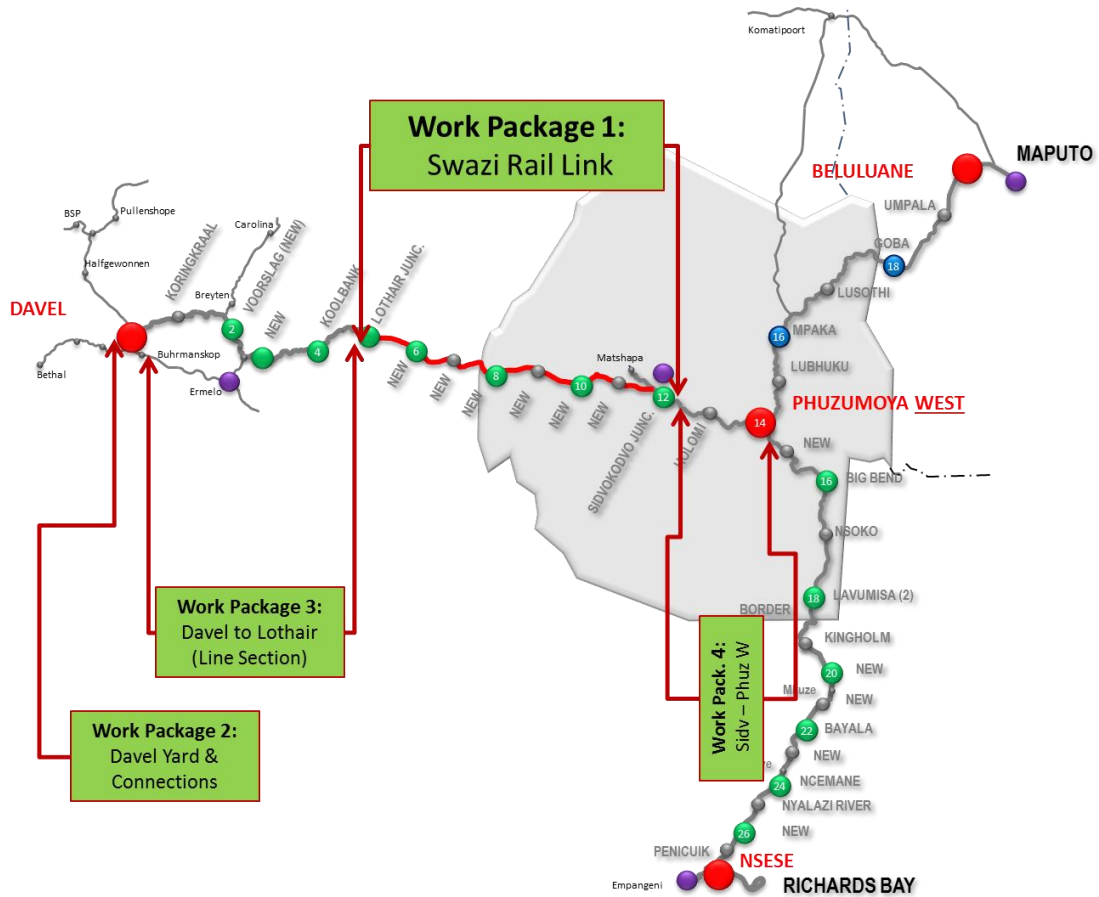 Komatipoort
Work Package 1:
Swazi Rail Link
MAPUTO
BELULUANE
UMPALA
GOBA
18
LUSOTHI
BSP
Pullenshope
Carolina
Halfgewonnen
KORINGKRAAL
VOORSLAG (NEW)
Breyten
DAVEL
2
NEW
KOOLBANK
4
LOTHAIR JUNC.
6
16
MPAKA
Buhrmanskop
Bethal
Ermelo
NEW
NEW
NEW
8
NEW
NEW
10
NEW
Matshapa
12
SIDVOKODVO JUNC.
LUBHUKU
PHUZUMOYA WEST
14
NEW
16
BIG BEND
NSOKO
18
LAVUMISA (2)
BORDER
KINGHOLM
Work Package 3:
Davel to Lothair
(Line Section)
Work Pack. 4:
Sidv – Phuz W
20
NEW
NEW
Work Package 2:
Davel Yard &
Connections
22
BAYALA
NEW
24
NCEMANE
NYALAZI RIVER
26
NEW
PENICUIK
NSESE
Empangeni
RICHARDS BAY